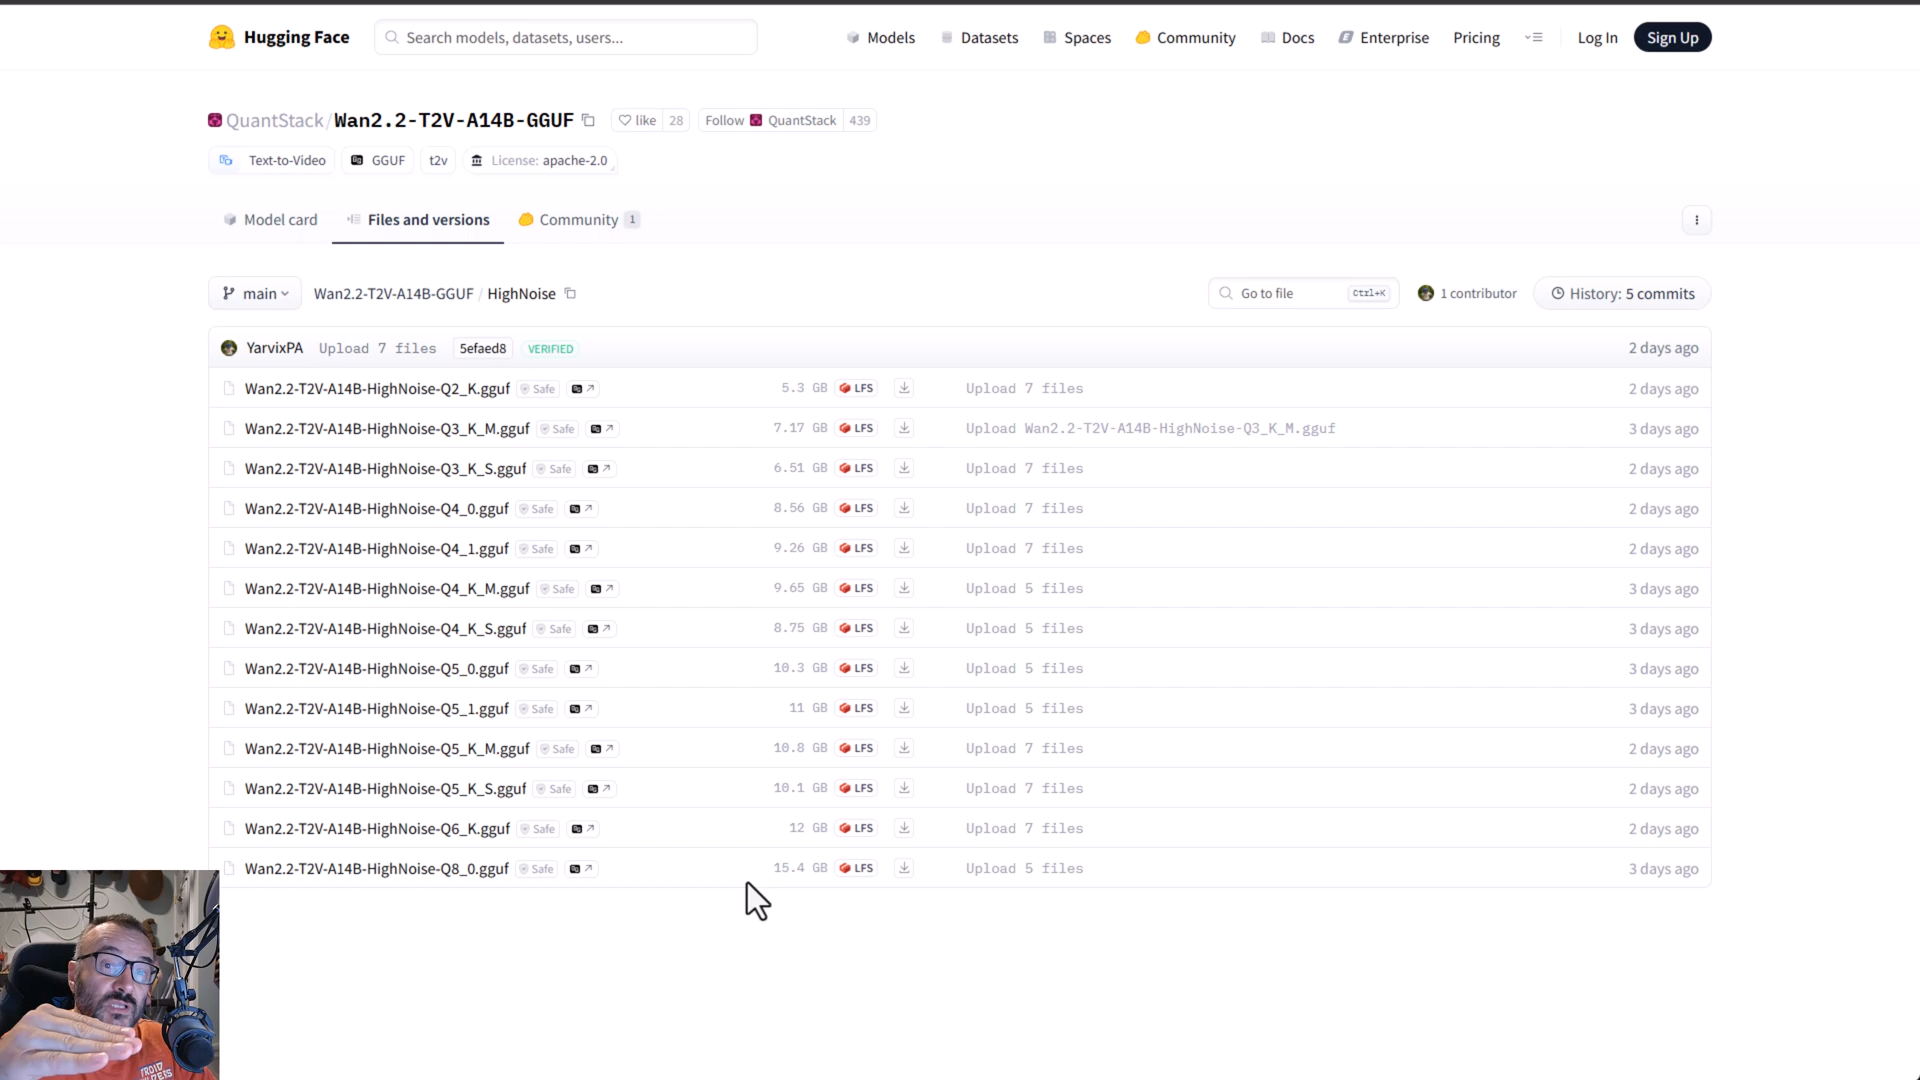 Hugging Face
Search models, datasets, users...
Models
Datasets
Spaces
Community
Docs
Enterprise
Pricing
Log In
Sign Up
QuantStack/Wan2.2-T2V-A14B-GGUF
like 28
Follow QuantStack 439
Text-to-Video
GGUF
t2v
License: apache-2.0
Model card
Files and versions
Community 1
main
Wan2.2-T2V-A14B-GGUF / HighNoise
Go to file Ctrl+K
1 contributor
History: 5 commits
YarvixPA Upload 7 files 5efaed8 VERIFIED 2 days ago
Wan2.2-T2V-A14B-HighNoise-Q2_K.gguf Safe 5.3 GB LFS Upload 7 files 2 days ago
Wan2.2-T2V-A14B-HighNoise-Q3_K_M.gguf Safe 7.17 GB LFS Upload Wan2.2-T2V-A14B-HighNoise-Q3_K_M.gguf 3 days ago
Wan2.2-T2V-A14B-HighNoise-Q3_K_S.gguf Safe 6.51 GB LFS Upload 7 files 2 days ago
Wan2.2-T2V-A14B-HighNoise-Q4_0.gguf Safe 8.56 GB LFS Upload 7 files 2 days ago
Wan2.2-T2V-A14B-HighNoise-Q4_1.gguf Safe 9.26 GB LFS Upload 7 files 2 days ago
Wan2.2-T2V-A14B-HighNoise-Q4_K_M.gguf Safe 9.65 GB LFS Upload 5 files 3 days ago
Wan2.2-T2V-A14B-HighNoise-Q4_K_S.gguf Safe 8.75 GB LFS Upload 5 files 3 days ago
Wan2.2-T2V-A14B-HighNoise-Q5_0.gguf Safe 10.3 GB LFS Upload 5 files 3 days ago
Wan2.2-T2V-A14B-HighNoise-Q5_1.gguf Safe 11 GB LFS Upload 5 files 3 days ago
Wan2.2-T2V-A14B-HighNoise-Q5_K_M.gguf Safe 10.8 GB LFS Upload 7 files 2 days ago
Wan2.2-T2V-A14B-HighNoise-Q5_K_S.gguf Safe 10.1 GB LFS Upload 7 files 2 days ago
Wan2.2-T2V-A14B-HighNoise-Q6_K.gguf Safe 12 GB LFS Upload 7 files 2 days ago
Wan2.2-T2V-A14B-HighNoise-Q8_0.gguf Safe 15.4 GB LFS Upload 5 files 3 days ago